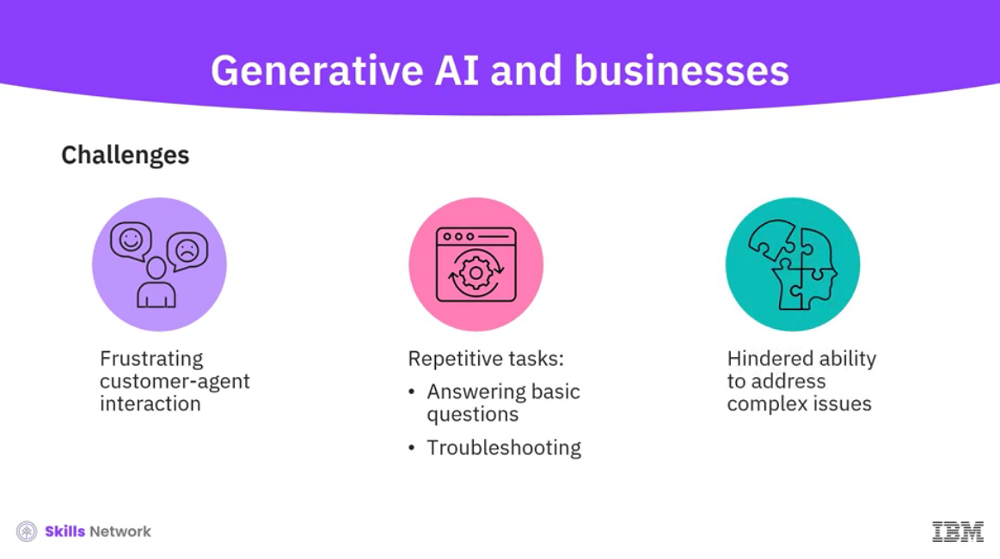 Generative AI and businesses
Challenges
Frustrating
customer-agent
interaction
Repetitive tasks:
• Answering basic
questions
• Troubleshooting
Hindered ability
to address
complex issues
Skills Network
IBM